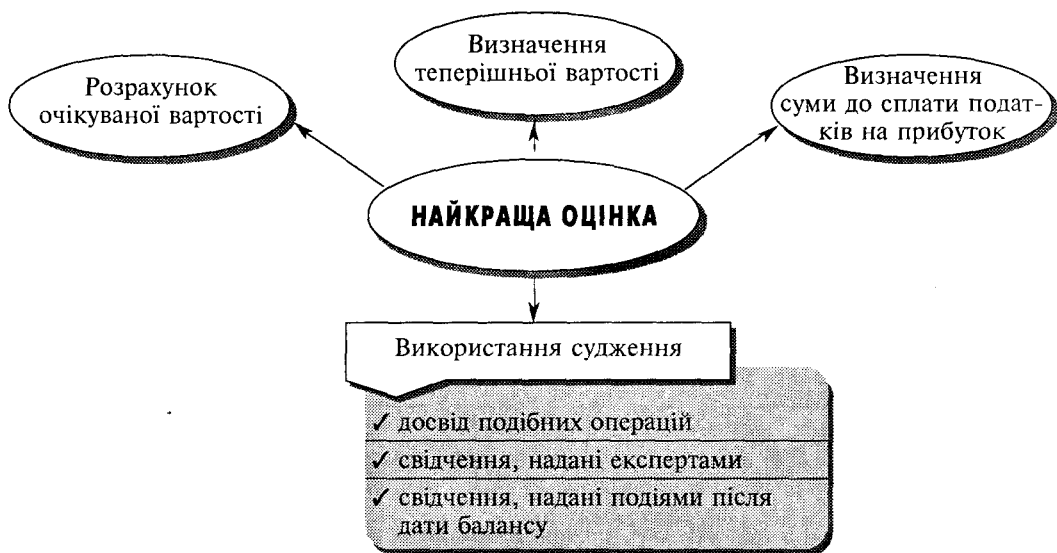 Розрахунок
очікуваної вартості
Визначення
теперішньої вартості
Визначення
суми до сплати подат-
ків на прибуток
НАЙКРАЩА ОЦІНКА
Використання судження
✓ досвід подібних операцій
✓ свідчення, надані експертами
✓ свідчення, надані подіями після
дати балансу